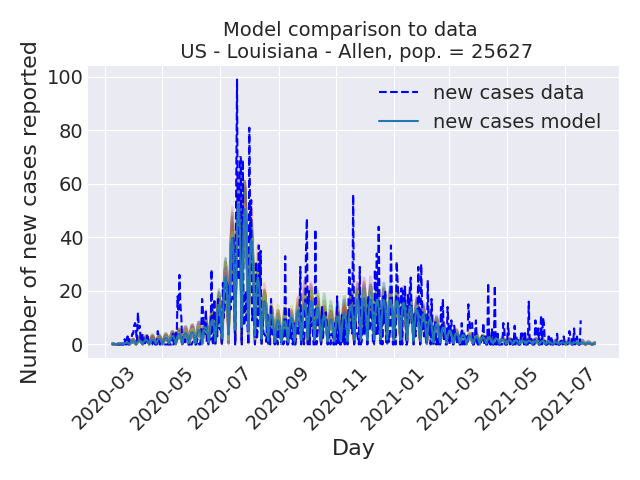 Model comparison to data
US - Louisiana - Allen, pop. = 25627
Number of new cases reported
100
80
60
40
20
0
new cases data
new cases model
2020-03
2020-05
2020-07
2020-09
2020-11
2021-01
2021-03
2021-05
2021-07
Day